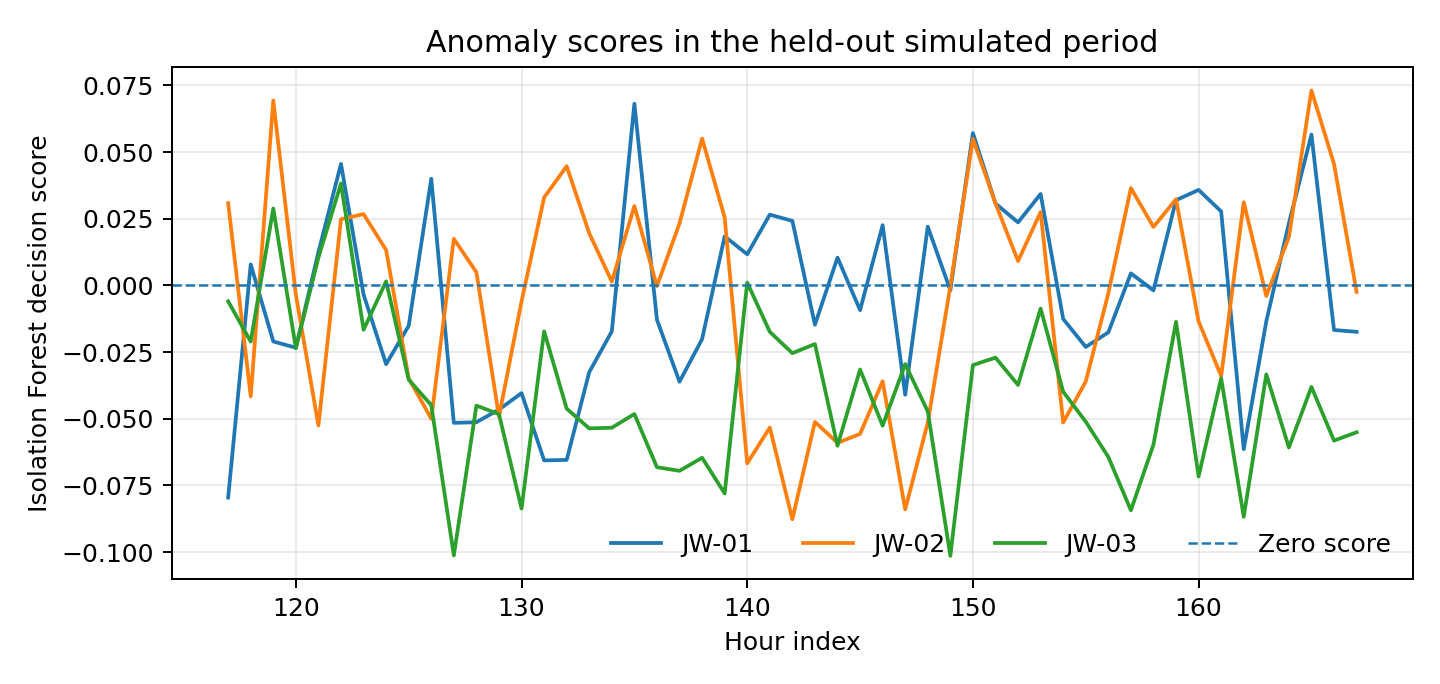 Anomaly scores in the held-out simulated period
Isolation Forest decision score
0.075
0.050
0.025
0.000
−0.025
−0.050
−0.075
−0.100
JW-01 JW-02 JW-03 Zero score
120 130 140 150 160
Hour index